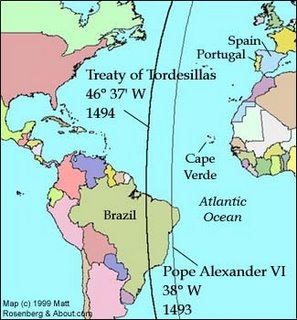 Spain
Portugal
Treaty of Tordesillas
46° 37' W
1494
Cape
Verde
Atlantic
Ocean
Brazil
Pope Alexander VI
38° W
1493
Map (c) 1999 Matt
Rosenberg & About.com